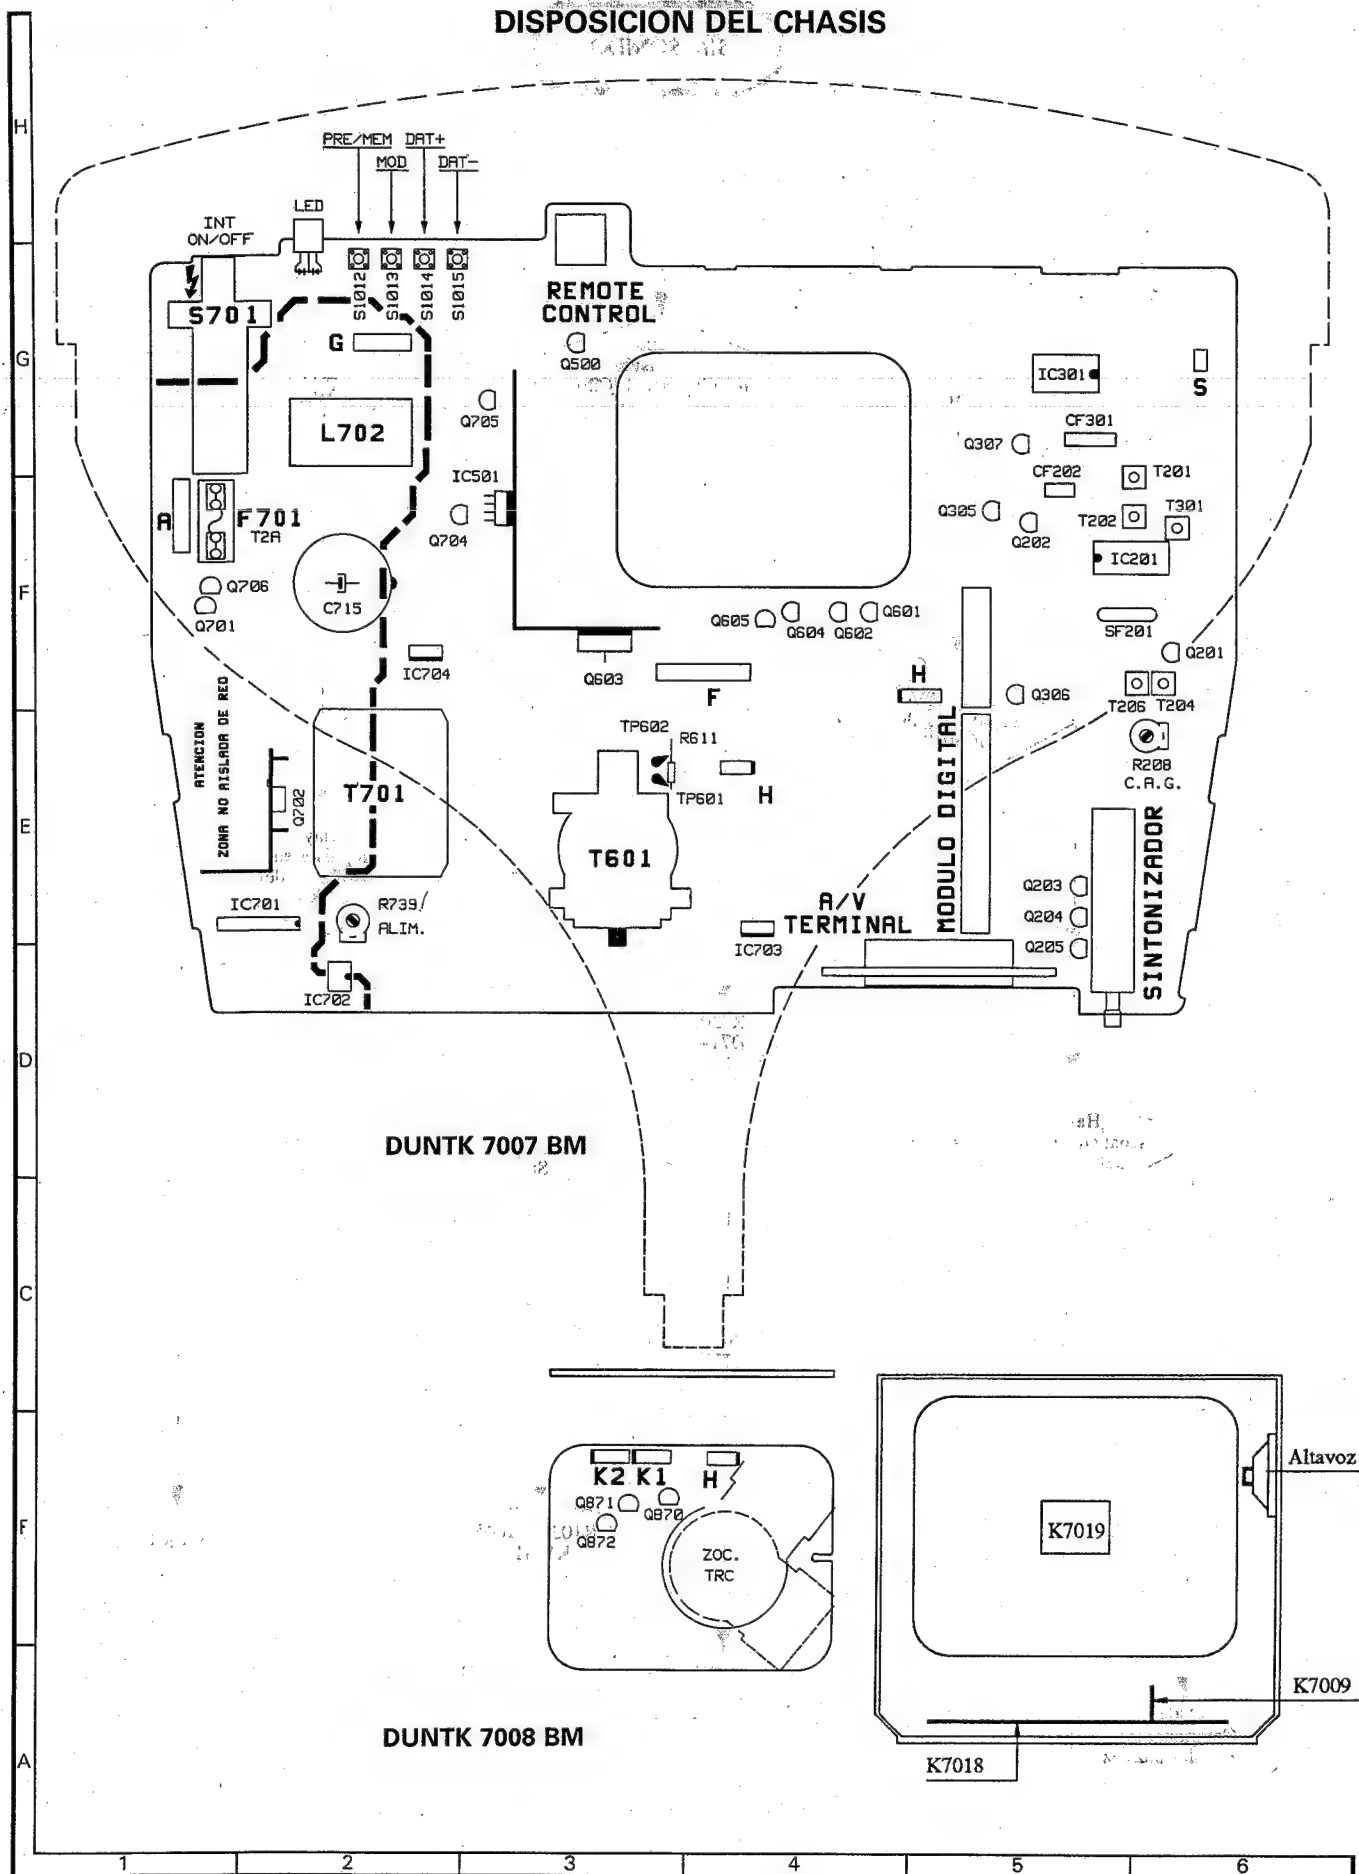 DISPOSICION DEL CHASIS
H
PRE/MEM DAT+
MOD DAT-
LED
INT
ON/OFF
S1012
S1013
S1014
S1015
S701
REMOTE
CONTROL
G
G
Q500
IC301
S
L702
Q705
CF301
Q307
IC501
CF202
T201
A
F701
T2A
Q704
Q305
Q202
T202
T301
IC201
F
Q706
Q701
C715
Q605
Q604
Q602
Q601
SF201
Q201
IC704
Q603
F
H
Q306
T206
T204
ATENCION
ZONA NO AISLADA DE RED
TP602
R611
TP601
H
R208
C.A.G.
E
Q702
T701
T601
MODULO DIGITAL
SINTONIZADOR
IC701
R739
ALIM.
A/V
TERMINAL
IC703
Q203
Q204
Q205
IC702
D
DUNTK 7007 BM
C
K2 K1 H
Altavoz
Q871
Q870
Q872
F
ZOC.
TRC
K7019
K7009
DUNTK 7008 BM
K7018
A
1 2 3 4 5 6